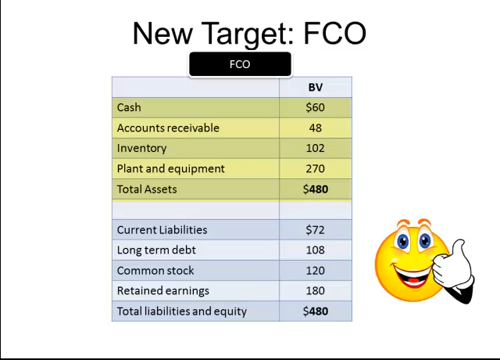 New Target: FCO
FCO
BV
Cash $60
Accounts receivable 48
Inventory 102
Plant and equipment 270
Total Assets $480
Current Liabilities $72
Long term debt 108
Common stock 120
Retained earnings 180
Total liabilities and equity $480